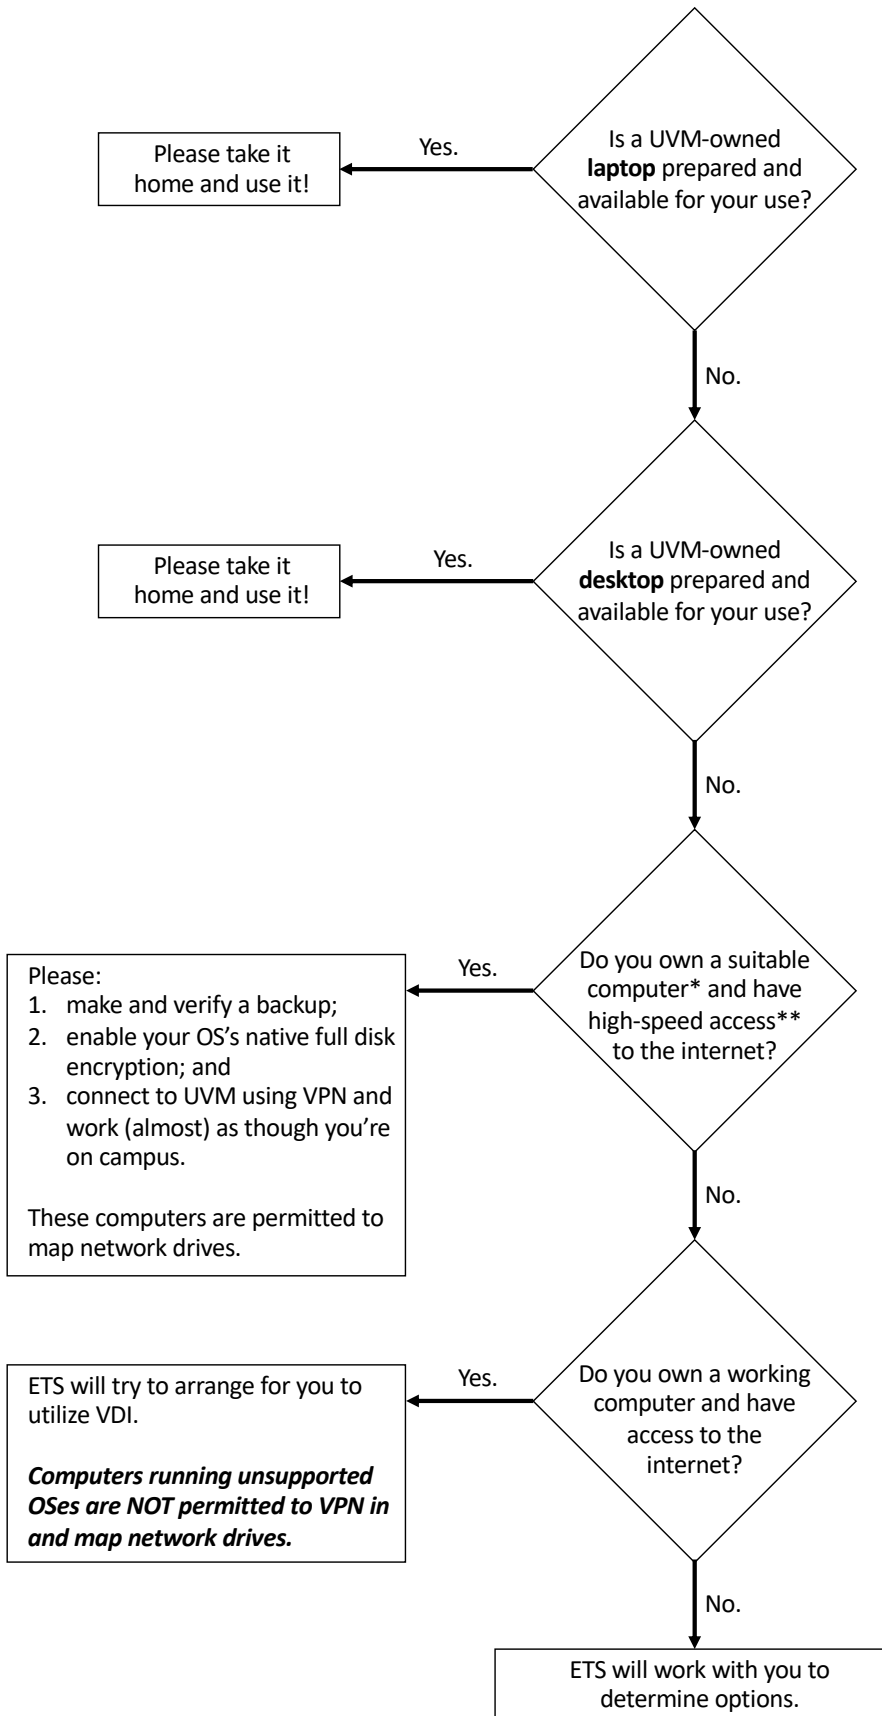 Is a UVM-owned
laptop prepared and
available for your use?
Yes.
Please take it
home and use it!
No.
Is a UVM-owned
desktop prepared and
available for your use?
Yes.
Please take it
home and use it!
No.
Do you own a suitable
computer* and have
high-speed access**
to the internet?
Yes.
Please:
1. make and verify a backup;
2. enable your OS’s native full disk
encryption; and
3. connect to UVM using VPN and
work (almost) as though you’re
on campus.
These computers are permitted to
map network drives.
No.
Do you own a working
computer and have
access to the
internet?
Yes.
ETS will try to arrange for you to
utilize VDI.
Computers running unsupported
OSes are NOT permitted to VPN in
and map network drives.
No.
ETS will work with you to
determine options.